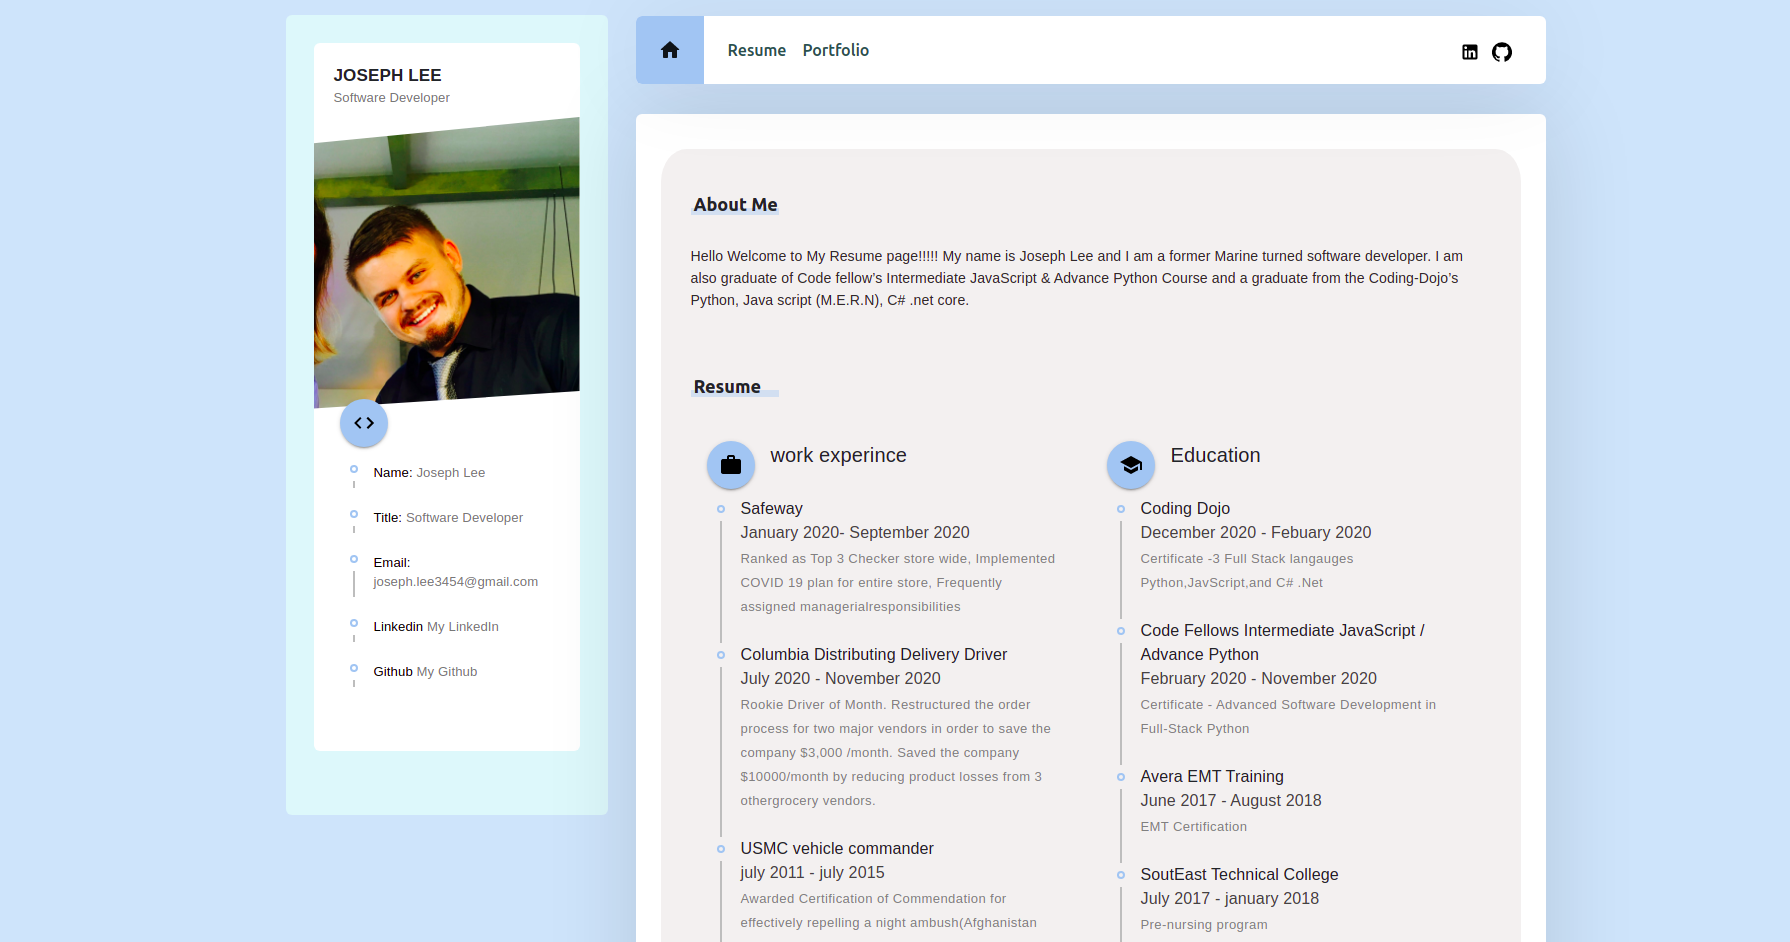 JOSEPH LEE
Software Developer
Name: Joseph Lee
Title: Software Developer
Email:
joseph.lee3454@gmail.com
Linkedin My LinkedIn
Github My Github
Resume Portfolio
About Me
Hello Welcome to My Resume page!!!!! My name is Joseph Lee and I am a former Marine turned software developer. I am
also graduate of Code fellow’s Intermediate JavaScript & Advance Python Course and a graduate from the Coding-Dojo’s
Python, Java script (M.E.R.N), C# .net core.
Resume
work experince
Safeway
January 2020- September 2020
Ranked as Top 3 Checker store wide, Implemented
COVID 19 plan for entire store, Frequently
assigned managerialresponsibilities
Columbia Distributing Delivery Driver
July 2020 - November 2020
Rookie Driver of Month. Restructured the order
process for two major vendors in order to save the
company $3,000 /month. Saved the company
$10000/month by reducing product losses from 3
othergrocery vendors.
USMC vehicle commander
july 2011 - july 2015
Awarded Certification of Commendation for
effectively repelling a night ambush(Afghanistan
Education
Coding Dojo
December 2020 - Febuary 2020
Certificate -3 Full Stack langauges
Python,JavScript,and C# .Net
Code Fellows Intermediate JavaScript /
Advance Python
February 2020 - November 2020
Certificate - Advanced Software Development in
Full-Stack Python
Avera EMT Training
June 2017 - August 2018
EMT Certification
SoutEast Technical College
July 2017 - january 2018
Pre-nursing program